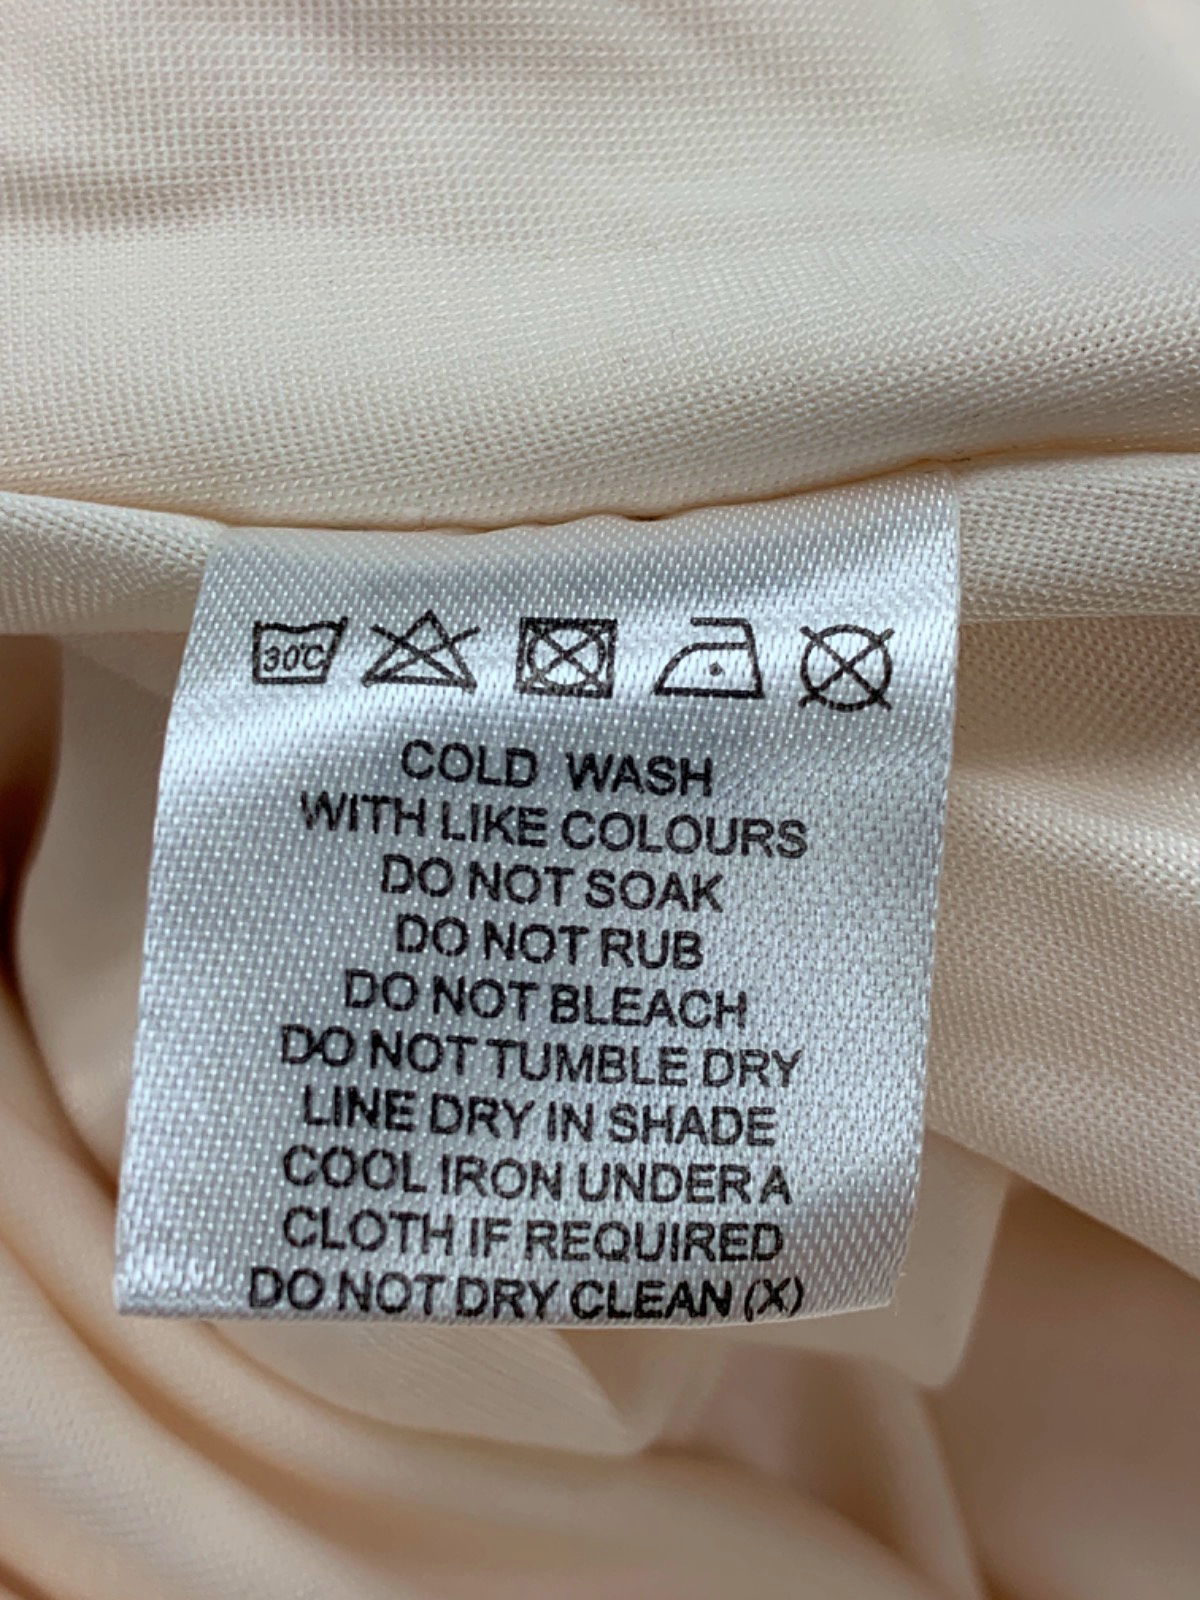 30°C
COLD WASH
WITH LIKE COLOURS
DO NOT SOAK
DO NOT RUB
DO NOT BLEACH
DO NOT TUMBLE DRY
LINE DRY IN SHADE
COOL IRON UNDER A
CLOTH IF REQUIRED
DO NOT DRY CLEAN (X)